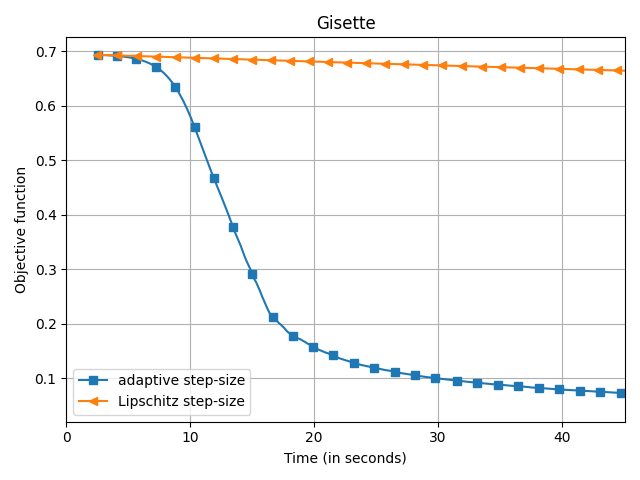 Gisette
Objective function
0.7
0.6
0.5
0.4
0.3
0.2
0.1
adaptive step-size
Lipschitz step-size
0
10
20
30
40
Time (in seconds)